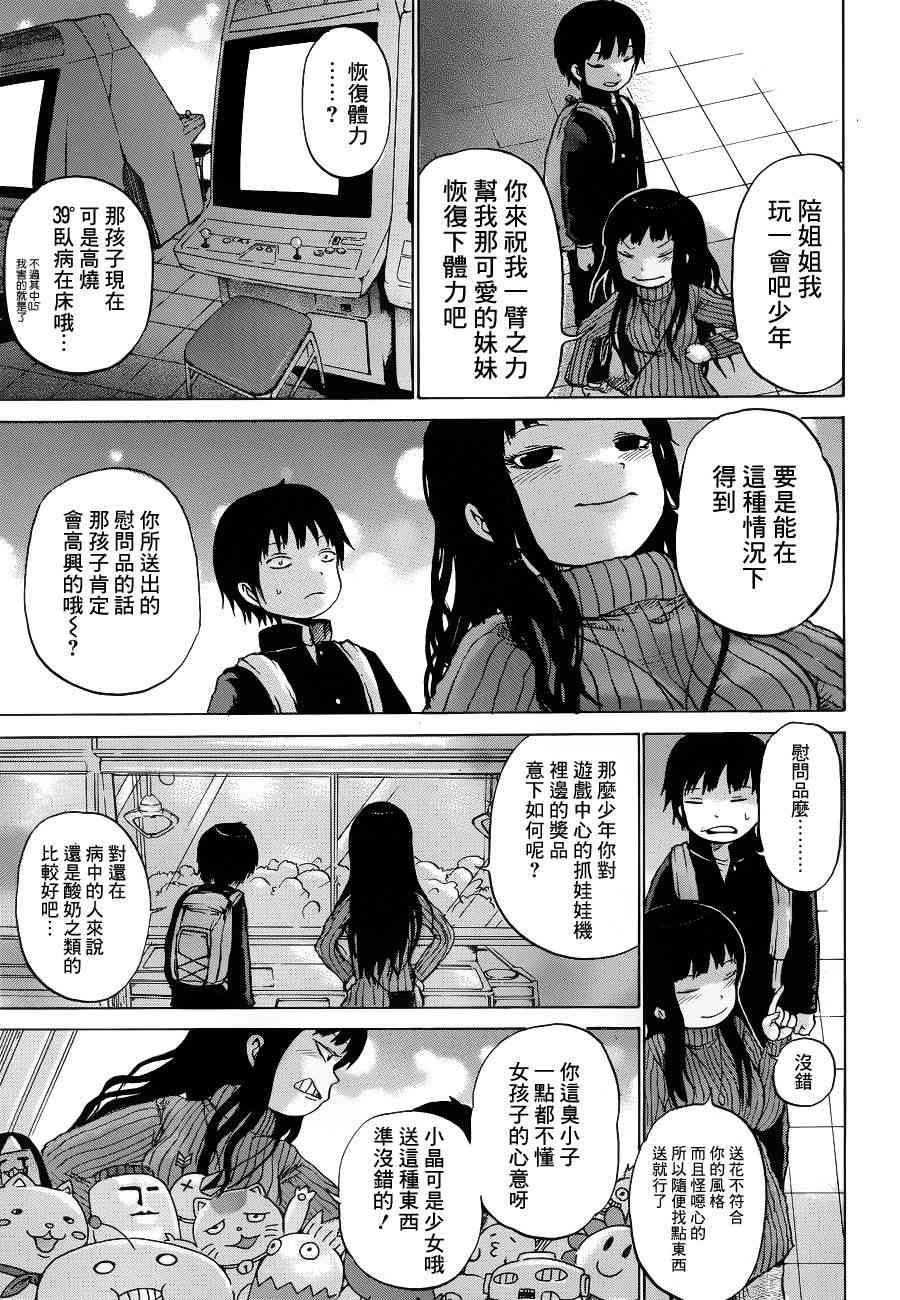 陪姐姐我
玩一會吧少年
你來祝我一臂之力
幫我那可愛的妹妹
恢復下體力吧
恢復體力
……？
那孩子現在
可是高燒
39°臥病在床哦…
不過其中0.5°
我害的就是了
要是能在
這種情況下
得到
你所送出的
慰問品的話
那孩子肯定
會高興的哦～？
慰問品麼………
沒錯
送花不符合
你的風格
而且怪噁心的
所以隨便找點東西
送就行了
那麼少年你對
遊戲中心的抓娃娃機
裡邊的獎品
意下如何呢？
對還在
病中的人來說
還是酸奶之類的
比較好吧…
你這臭小子
一點都不懂
女孩子的心意呀
小晶可是少女哦
送這種東西
準沒錯的！